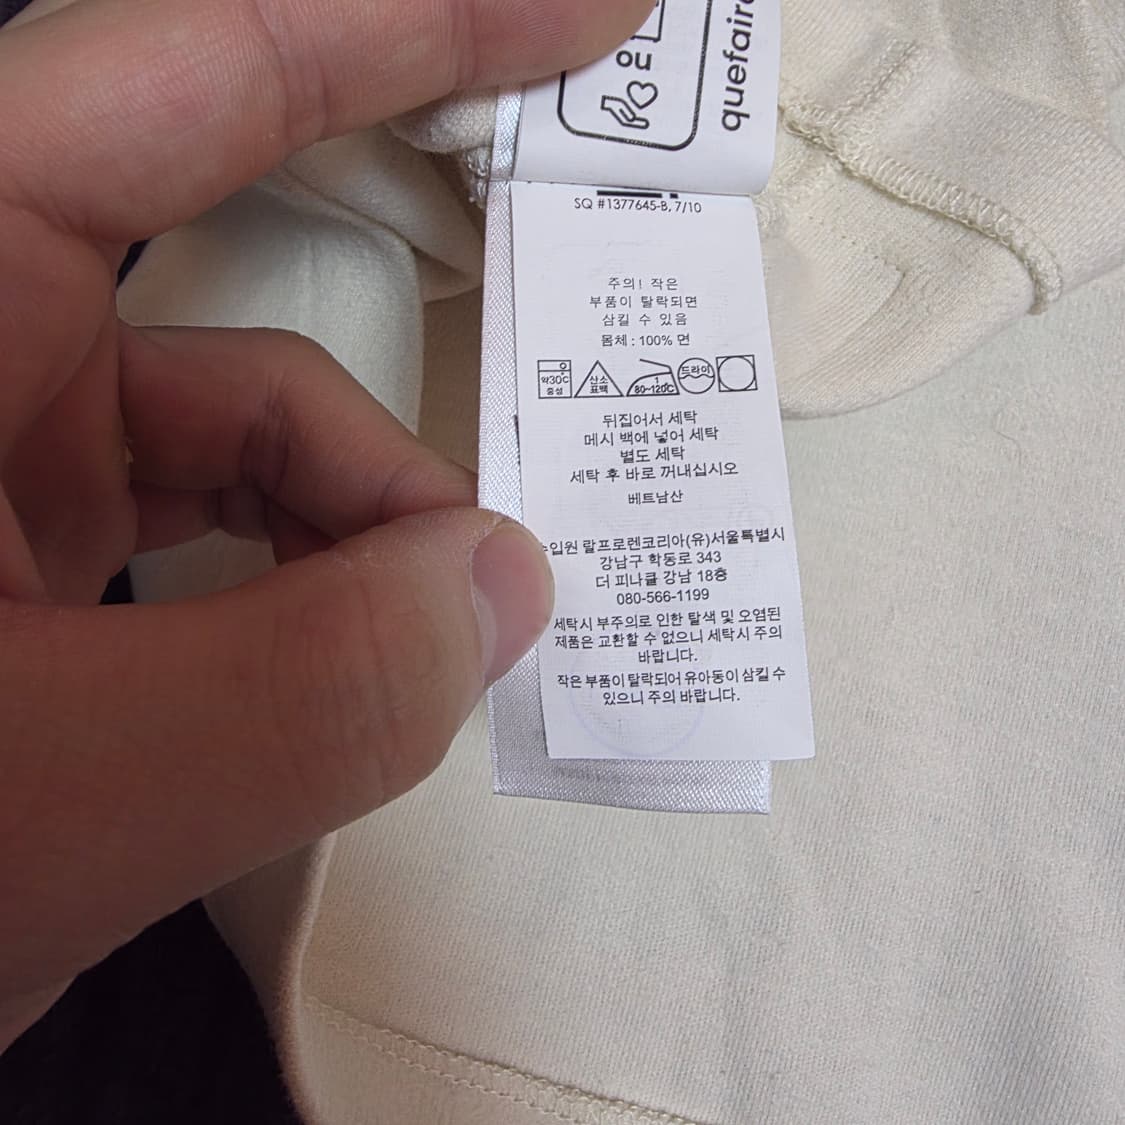 OU
quefaire
SQ #1377645-B, 7/10
주의! 작은
부품이 탈락되면
삼킬 수 있음
몸체 : 100% 면
약30°C
중성
산소
표백
1
80~120°C
드라이
뒤집어서 세탁
메시 백에 넣어 세탁
별도 세탁
세탁 후 바로 꺼내십시오
베트남산
입원 랄프로렌코리아(유)서울특별시
강남구 학동로 343
더 피나클 강남 18층
080-566-1199
세탁시 부주의로 인한 탈색 및 오염된
제품은 교환할 수 없으니 세탁시 주의
바랍니다.
작은 부품이 탈락되어 유아동이 삼킬 수
있으니 주의 바랍니다.